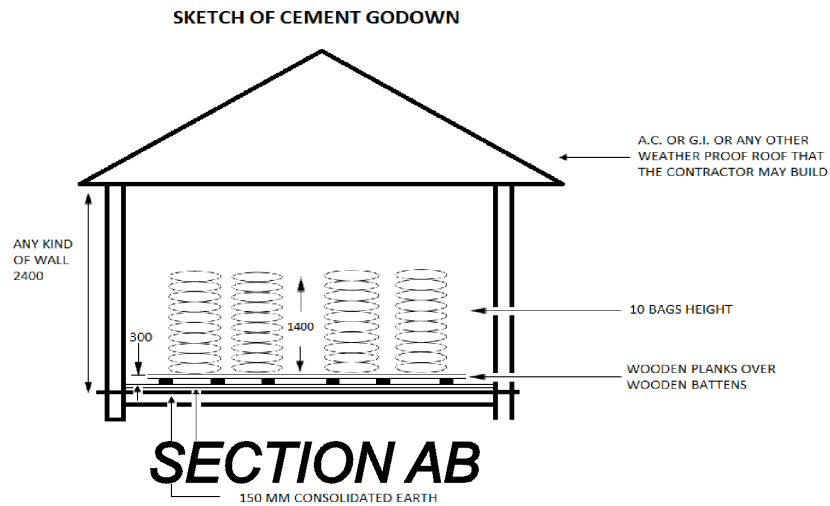 SKETCH OF CEMENT GODOWN
A.C. OR G.I. OR ANY OTHER
WEATHER PROOF ROOF THAT
THE CONTRACTOR MAY BUILD
ANY KIND
OF WALL
2400
10 BAGS HEIGHT
300
1400
WOODEN PLANKS OVER
WOODEN BATTENS
SECTION AB
150 MM CONSOLIDATED EARTH